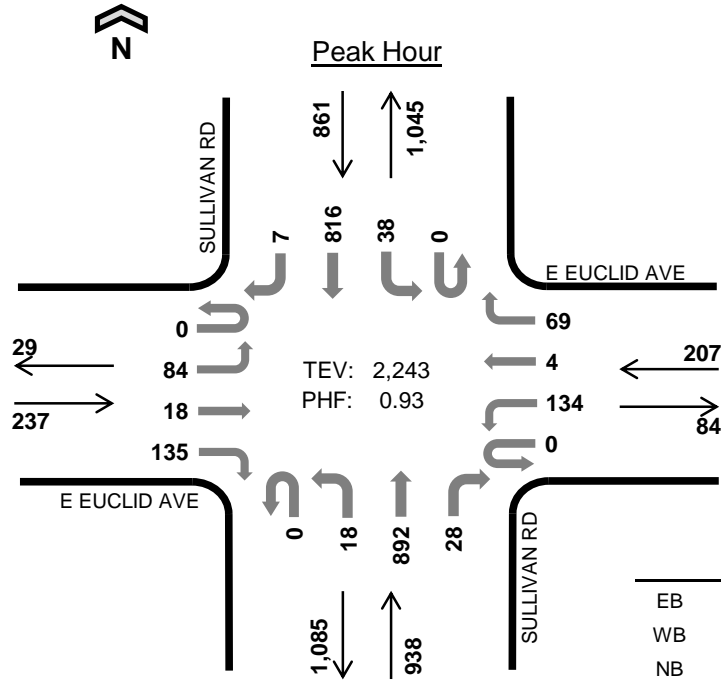 N
Peak Hour
861
1,045
SULLIVAN RD
7
816
38
0
E EUCLID AVE
0
69
29
84
TEV: 2,243
4
207
18
PHF: 0.93
237
134
84
135
0
E EUCLID AVE
0
18
892
28
SULLIVAN RD
1,085
938
EB
WB
NB